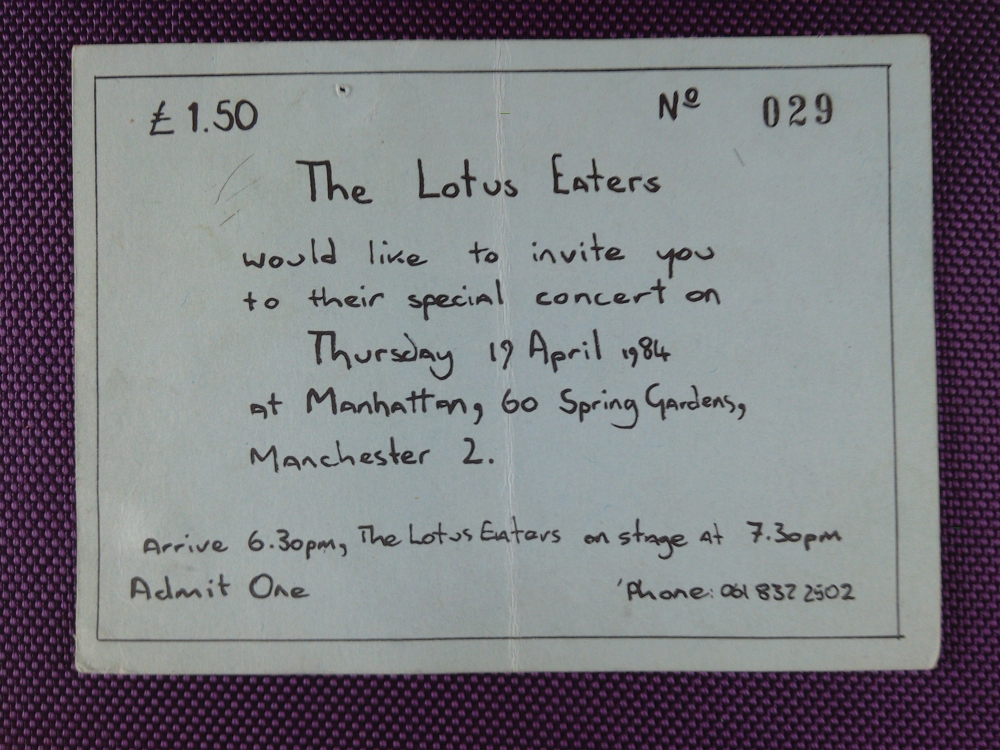 £1.50 Nº 029
The Lotus Eaters
would like to invite you
to their special concert on
Thursday 19 April 1984
at Manhattan, 60 Spring Gardens,
Manchester 2.
Arrive 6.30pm, The Lotus Eaters on stage at 7.30pm
Admit One 'Phone: 061 832 2502